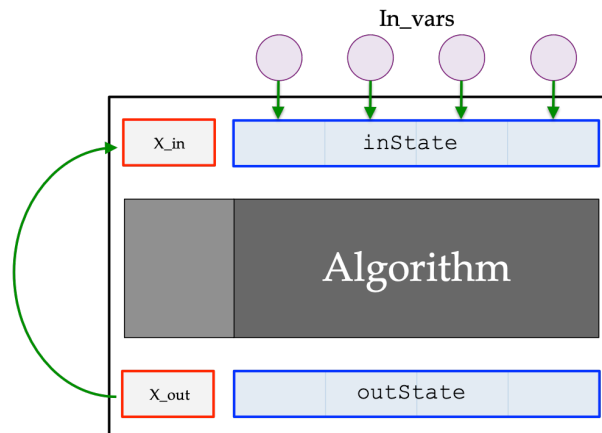 In_vars
X_in
inState
Algorithm
X_out
outState